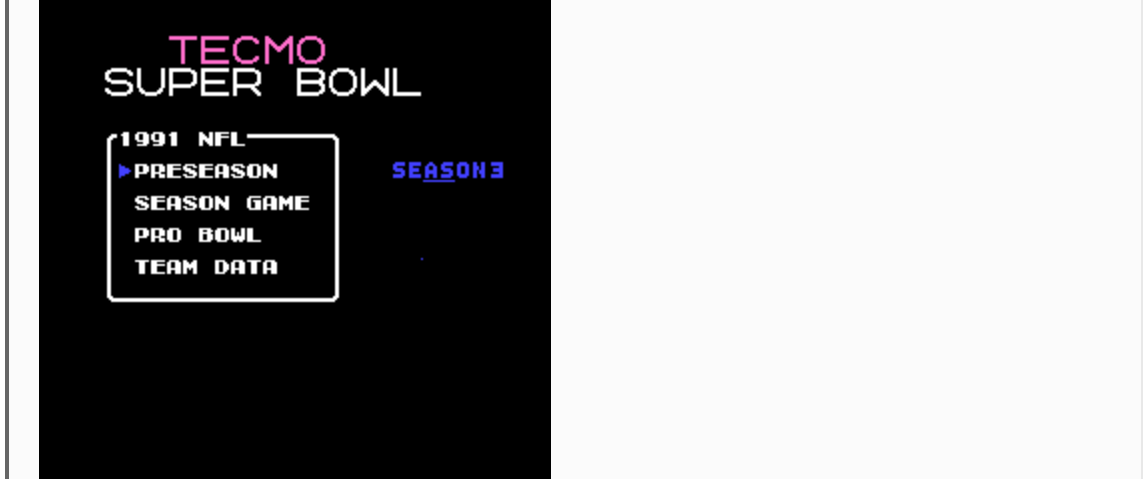 TECMO
SUPER BOWL
1991 NFL
PRESEASON
SEASON GAME
PRO BOWL
TEAM DATA
SEASON3